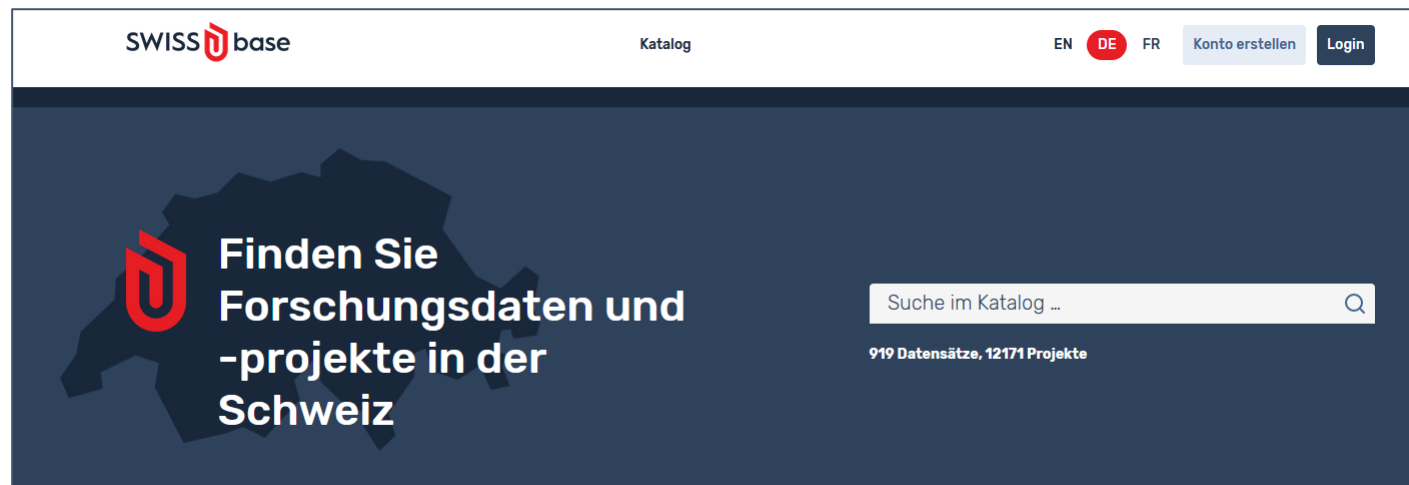 SWISS base
Katalog
EN DE FR Konto erstellen Login
Finden Sie
Forschungsdaten und
-projekte in der
Schweiz
Suche im Katalog ...
919 Datensätze, 12171 Projekte